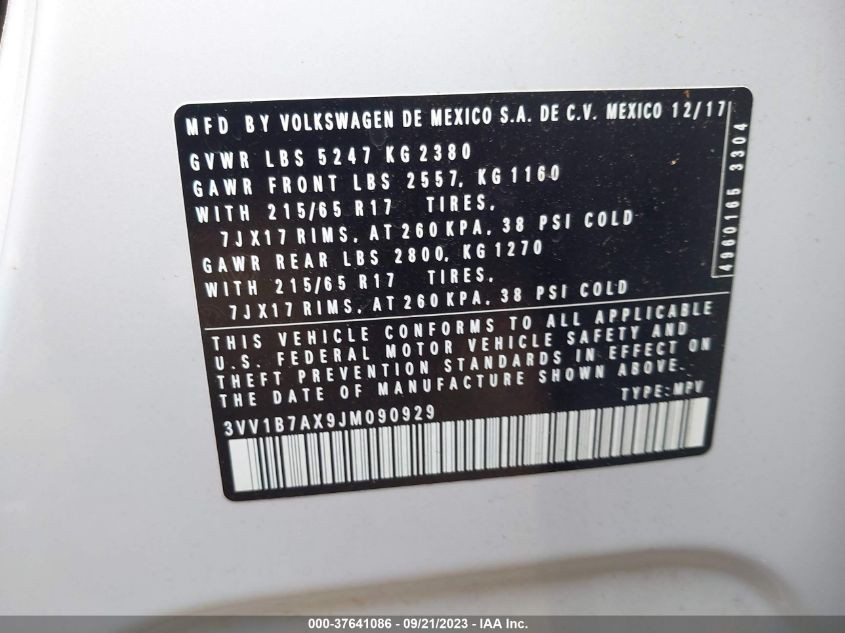 MFD BY VOLKSWAGEN DE MEXICO S.A. DE C.V. MEXICO 12/17
GVWR LBS 5247 KG 2380
GAWR FRONT LBS 2557, KG 1160
WITH 215/65 R17 TIRES,
7JX17 RIMS, AT 260 KPA, 38 PSI COLD
GAWR REAR LBS 2800, KG 1270
WITH 215/65 R17 TIRES,
7JX17 RIMS, AT 260 KPA, 38 PSI COLD
THIS VEHICLE CONFORMS TO ALL APPLICABLE
U.S. FEDERAL MOTOR VEHICLE SAFETY AND
THEFT PREVENTION STANDARDS IN EFFECT ON
THE DATE OF MANUFACTURE SHOWN ABOVE.
TYPE: MPV
3VV1B7AX9JM090929
4960165 3304
000-37641086 - 09/21/2023 - IAA Inc.